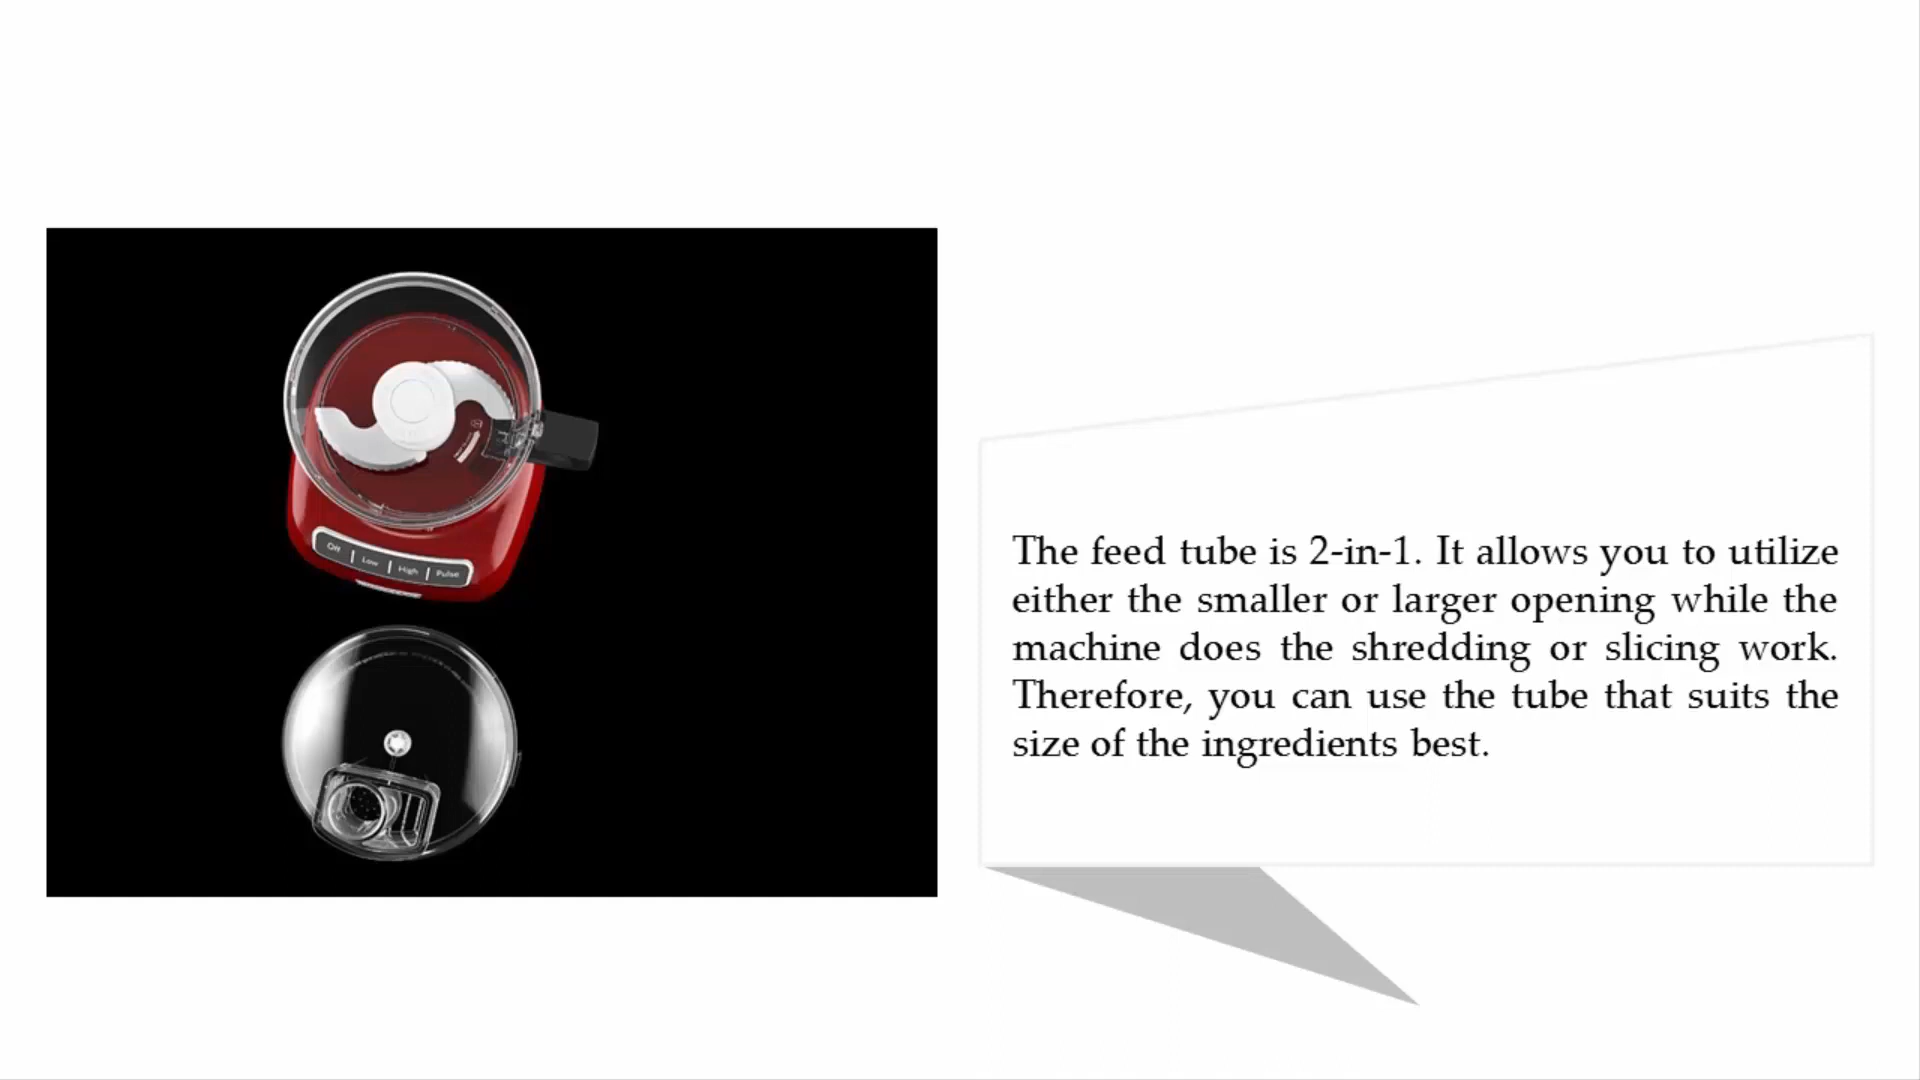 Off Low High Pulse
The feed tube is 2-in-1. It allows you to utilize
either the smaller or larger opening while the
machine does the shredding or slicing work.
Therefore, you can use the tube that suits the
size of the ingredients best.